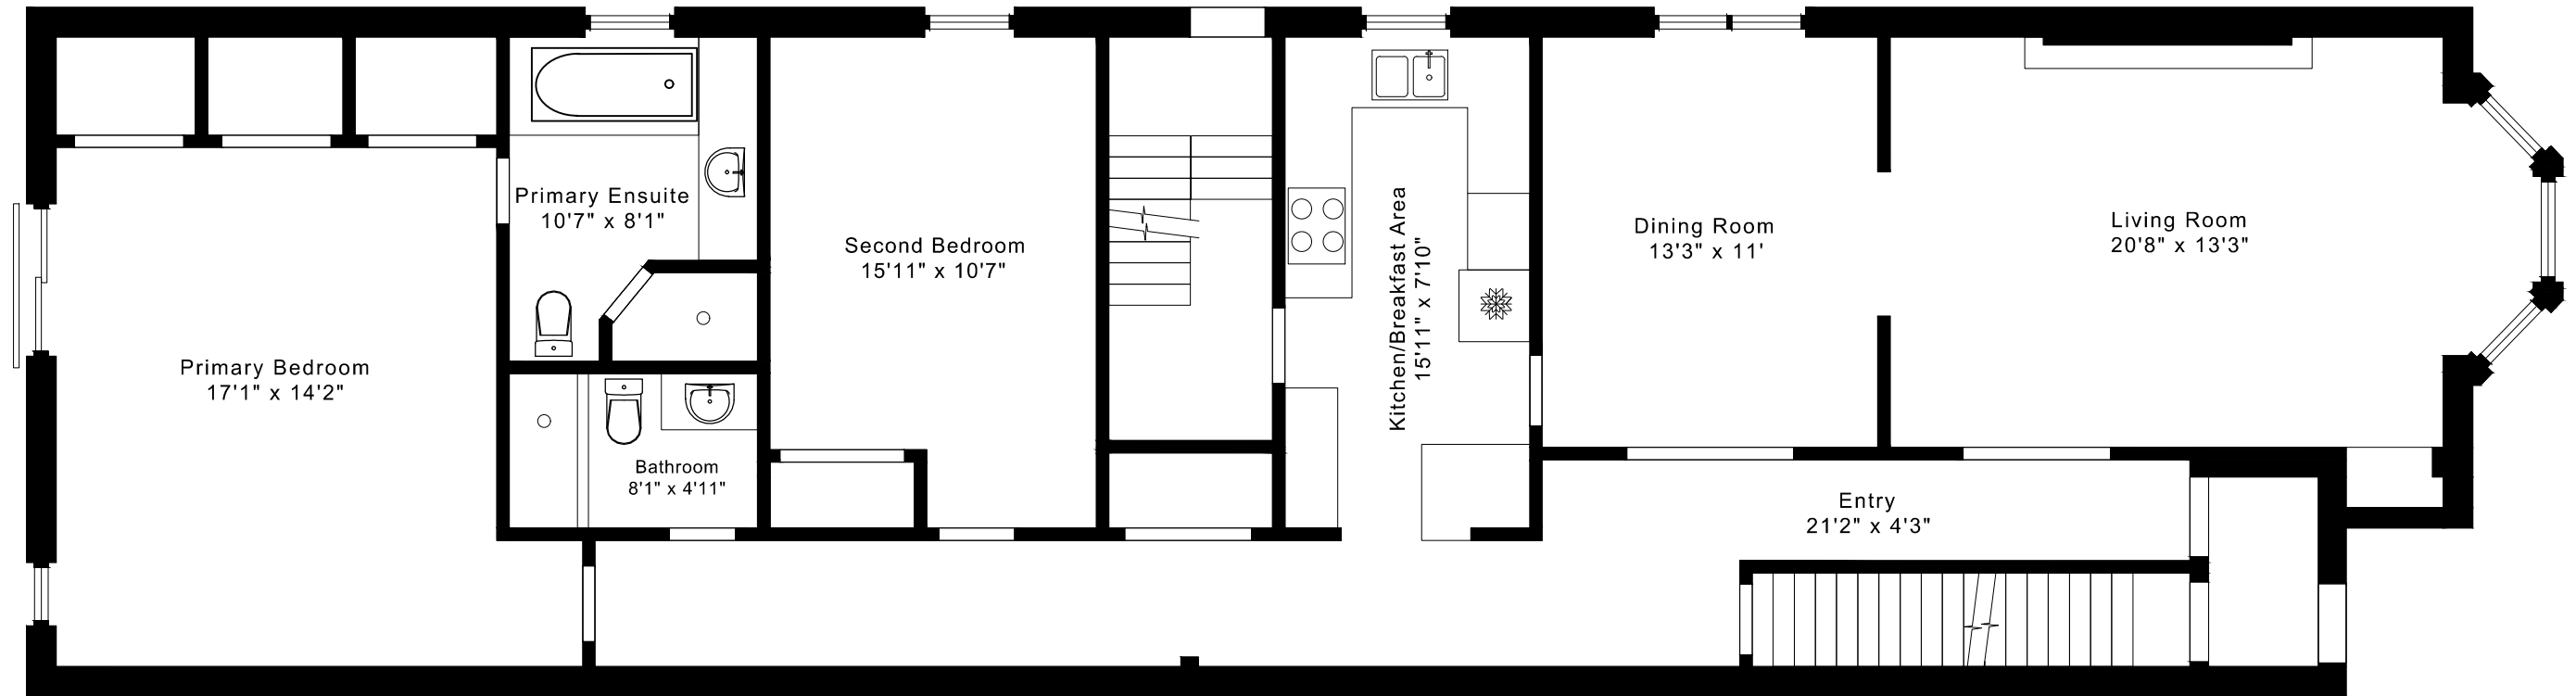 Primary Ensuite
10'7" x 8'1"
Second Bedroom
15'11" x 10'7"
Kitchen/Breakfast Area
15'11" x 7'10"
Dining Room
13'3" x 11'
Living Room
20'8" x 13'3"
Primary Bedroom
17'1" x 14'2"
Bathroom
8'1" x 4'11"
Entry
21'2" x 4'3"